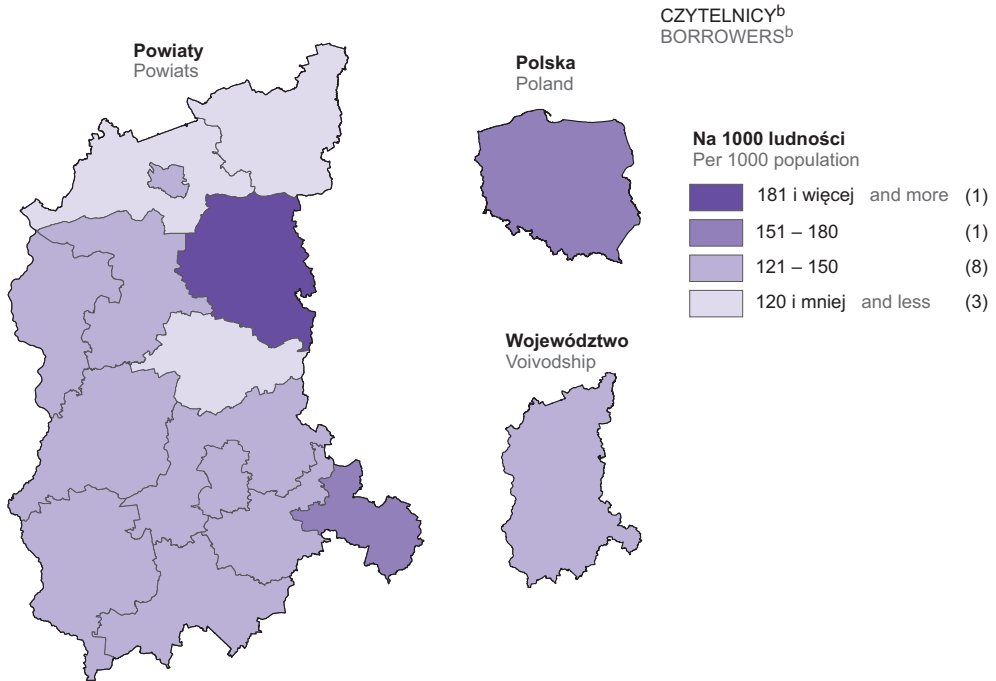 CZYTELNICYᵇ
BORROWERSᵇ
Powiaty
Powiats
Polska
Poland
Na 1000 ludności
Per 1000 population
181 i więcej and more (1)
151 – 180 (1)
121 – 150 (8)
120 i mniej and less (3)
Województwo
Voivodship